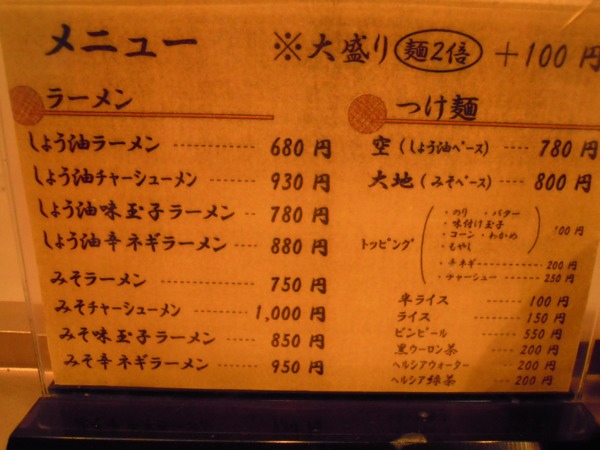 メニュー ※大盛り 麺2倍 +100円
ラーメン
しょう油ラーメン 680円
しょう油チャーシューメン 930円
しょう油味玉子ラーメン 780円
しょう油辛ネギラーメン 880円
みそラーメン 750円
みそチャーシューメン 1,000円
みそ味玉子ラーメン 850円
みそ辛ネギラーメン 950円
つけ麺
空(しょう油ベース) 780円
大地(みそベース) 800円
トッピング
・のり ・バター
・味付け玉子
・コーン ・わかめ
・もやし
100円
・辛ネギ 200円
・チャーシュー 250円
半ライス 100円
ライス 150円
ビンビール 550円
黒ウーロン茶 200円
ヘルシアウォーター 200円
ヘルシア緑茶 200円